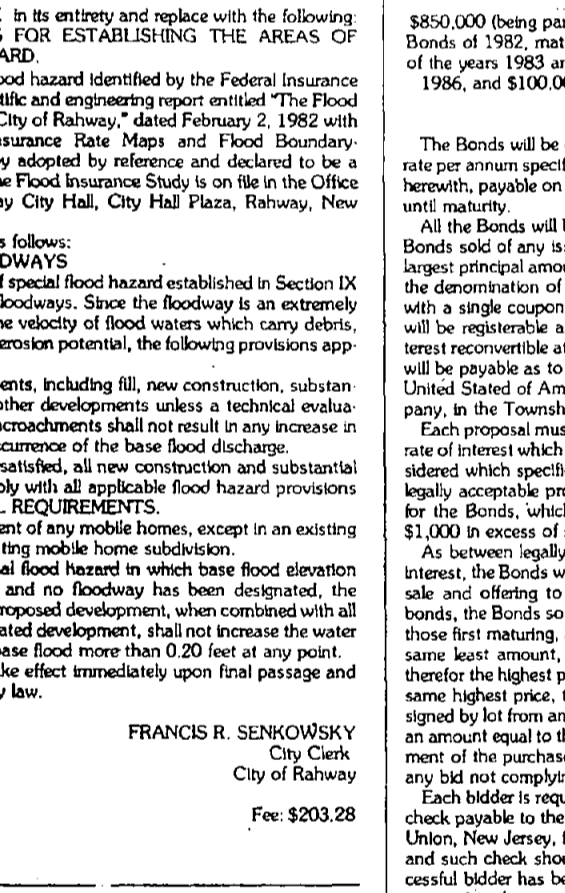 in its entirety and replace with the following:
FOR ESTABLISHING THE AREAS OF
ARD.
ood hazard identified by the Federal Insurance
tific and engineering report entitled "The Flood
City of Rahway," dated February 2, 1982 with
surance Rate Maps and Flood Boundary-
y adopted by reference and declared to be a
e Flood Insurance Study is on file in the Office
ay City Hall, City Hall Plaza, Rahway, New
s follows:
DWAYS
f special flood hazard established in Section IX
loodways. Since the floodway is an extremely
he velocity of flood waters which carry debris,
erosion potential, the following provisions app-
ents, including fill, new construction, substan-
other developments unless a technical evalua-
croachments shall not result in any increase in
ccurrence of the base flood discharge.
satisfied, all new construction and substantial
ply with all applicable flood hazard provisions
L REQUIREMENTS.
ent of any mobile homes, except in an existing
ting mobile home subdivision.
al flood hazard in which base flood elevation
and no floodway has been designated, the
roposed development, when combined with all
ated development, shall not increase the water
ase flood more than 0.20 feet at any point.
ke effect immediately upon final passage and
y law.
FRANCIS R. SENKOWSKY
City Clerk
City of Rahway
Fee: $203.28
$850,000 (being par
Bonds of 1982, mat
of the years 1983 an
1986, and $100,00
The Bonds will be
rate per annum specif
herewith, payable on
until maturity.
All the Bonds will b
Bonds sold of any is
largest principal amou
the denomination of
with a single coupon
will be registerable a
terest reconvertible at
will be payable as to
United Stated of Am
pany, in the Townsh
Each proposal mus
rate of interest which
sidered which specifi
legally acceptable pro
for the Bonds, which
$1,000 in excess of
As between legally
interest, the Bonds w
sale and offering to
bonds, the Bonds so
those first maturing,
same least amount,
therefor the highest p
same highest price, t
signed by lot from an
an amount equal to th
ment of the purchase
any bid not complyin
Each bidder is requ
check payable to the
Union, New Jersey, f
and such check shou
cessful bidder has be